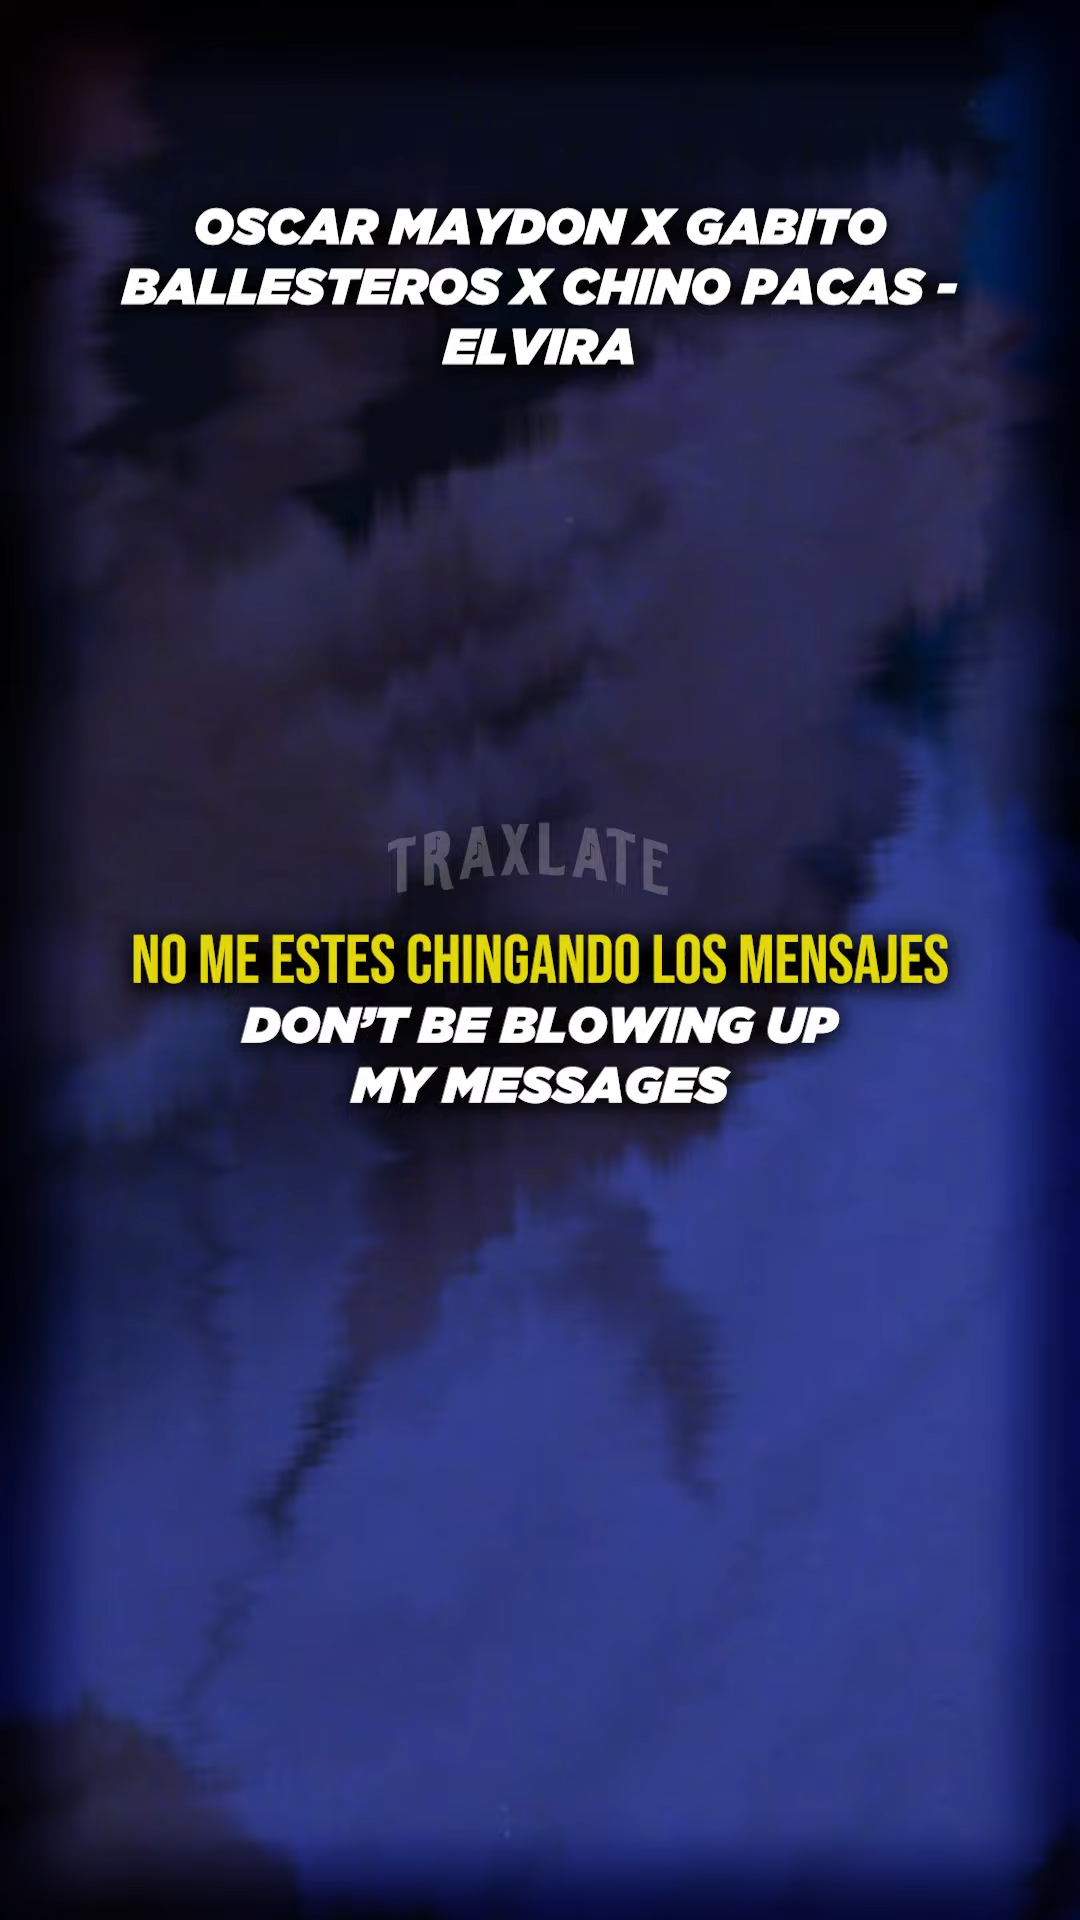 OSCAR MAYDON X GABITO
BALLESTEROS X CHINO PACAS -
ELVIRA
TRAXLATE
NO ME ESTES CHINGANDO LOS MENSAJES
DON'T BE BLOWING UP
MY MESSAGES